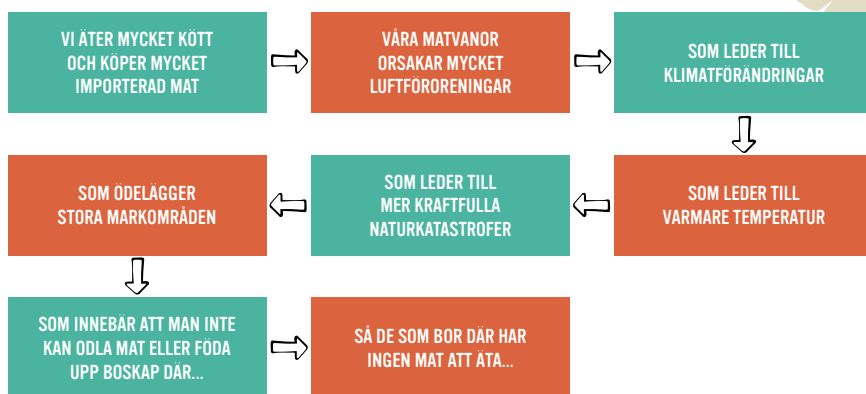 VI ÄTER MYCKET KÖTT
OCH KÖPER MYCKET
IMPORTERAD MAT
VÅRA MATVANOR
ORSAKAR MYCKET
LUFTFÖRORENINGAR
SOM LEDER TILL
KLIMATFÖRÄNDRINGAR
SOM LEDER TILL
VARMARE TEMPERATUR
SOM LEDER TILL
MER KRAFTFULLA
NATURKATASTROFER
SOM ÖDELÄGGER
STORA MARKOMRÅDEN
SOM INNEBÄR ATT MAN INTE
KAN ODLA MAT ELLER FÖDA
UPP BOSKAP DÄR...
SÅ DE SOM BOR DÄR HAR
INGEN MAT ATT ÄTA...